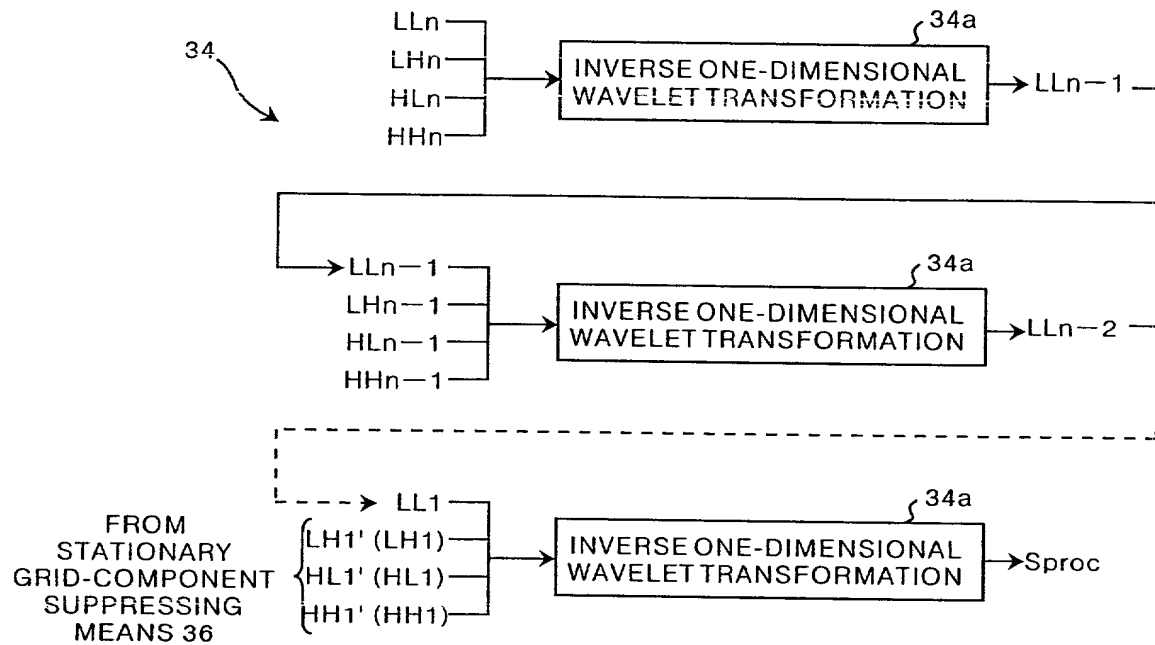 34
LLn
LHn
HLn
HHn
34a
INVERSE ONE-DIMENSIONAL
WAVELET TRANSFORMATION
LLn-1
LLn-1
LHn-1
HLn-1
HHn-1
34a
INVERSE ONE-DIMENSIONAL
WAVELET TRANSFORMATION
LLn-2
FROM
STATIONARY
GRID-COMPONENT
SUPPRESSING
MEANS 36
LL1
LH1' (LH1)
HL1' (HL1)
HH1' (HH1)
34a
INVERSE ONE-DIMENSIONAL
WAVELET TRANSFORMATION
Sproc